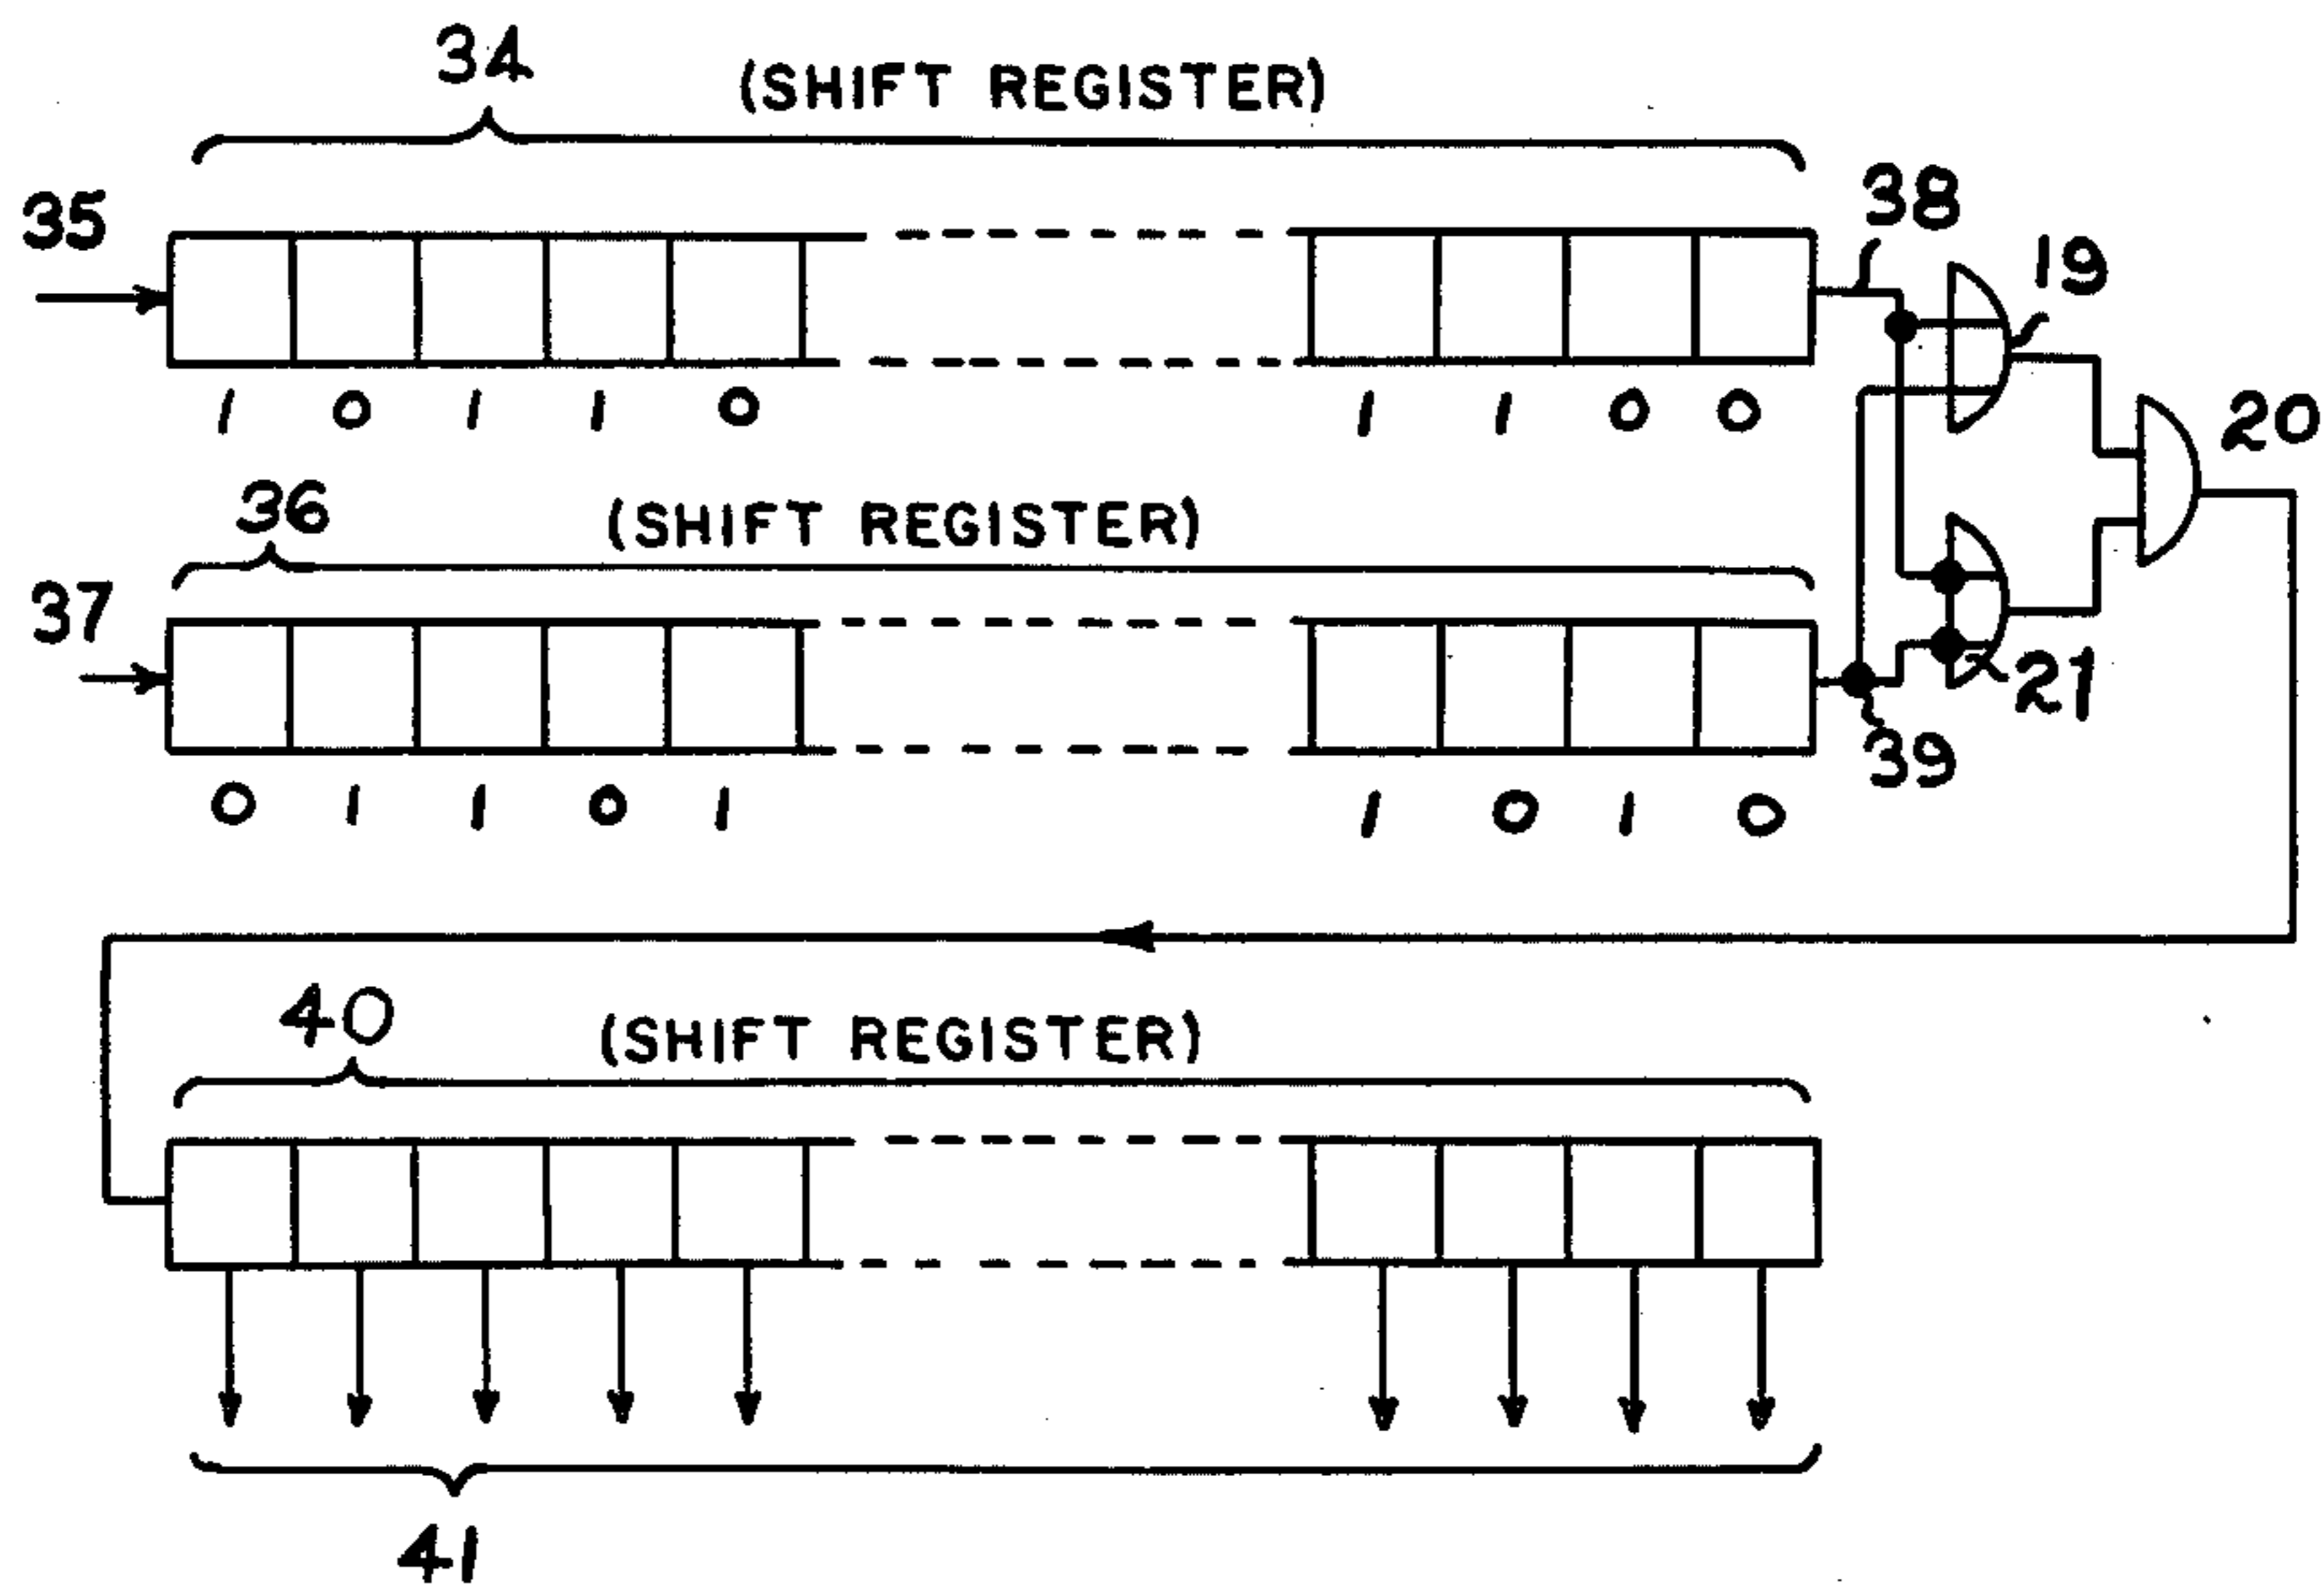 34 (SHIFT REGISTER)
35
38
19
1 0 1 1 0 1 1 0 0
20
36 (SHIFT REGISTER)
37
21
39
0 1 1 0 1 1 0 1 0
40 (SHIFT REGISTER)
41